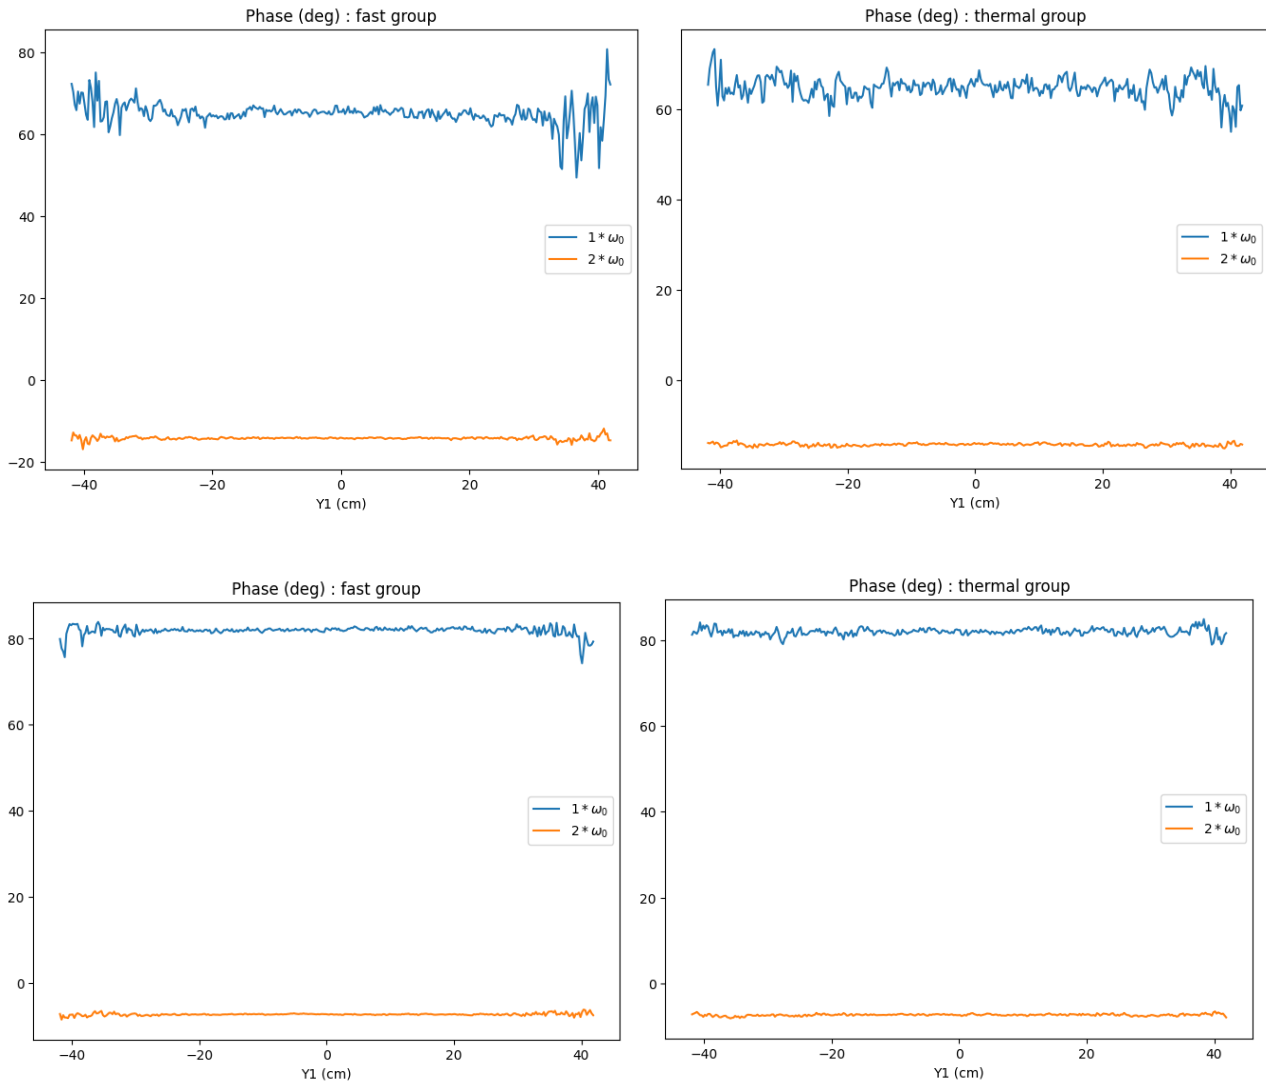 Phase (deg) : fast group
80
60
40
20
0
−20
−40
−20
0
20
40
Y1 (cm)
1 * ω₀
2 * ω₀
Phase (deg) : thermal group
60
40
20
0
−40
−20
0
20
40
Y1 (cm)
1 * ω₀
2 * ω₀
Phase (deg) : fast group
80
60
40
20
0
−40
−20
0
20
40
Y1 (cm)
1 * ω₀
2 * ω₀
Phase (deg) : thermal group
80
60
40
20
0
−40
−20
0
20
40
Y1 (cm)
1 * ω₀
2 * ω₀